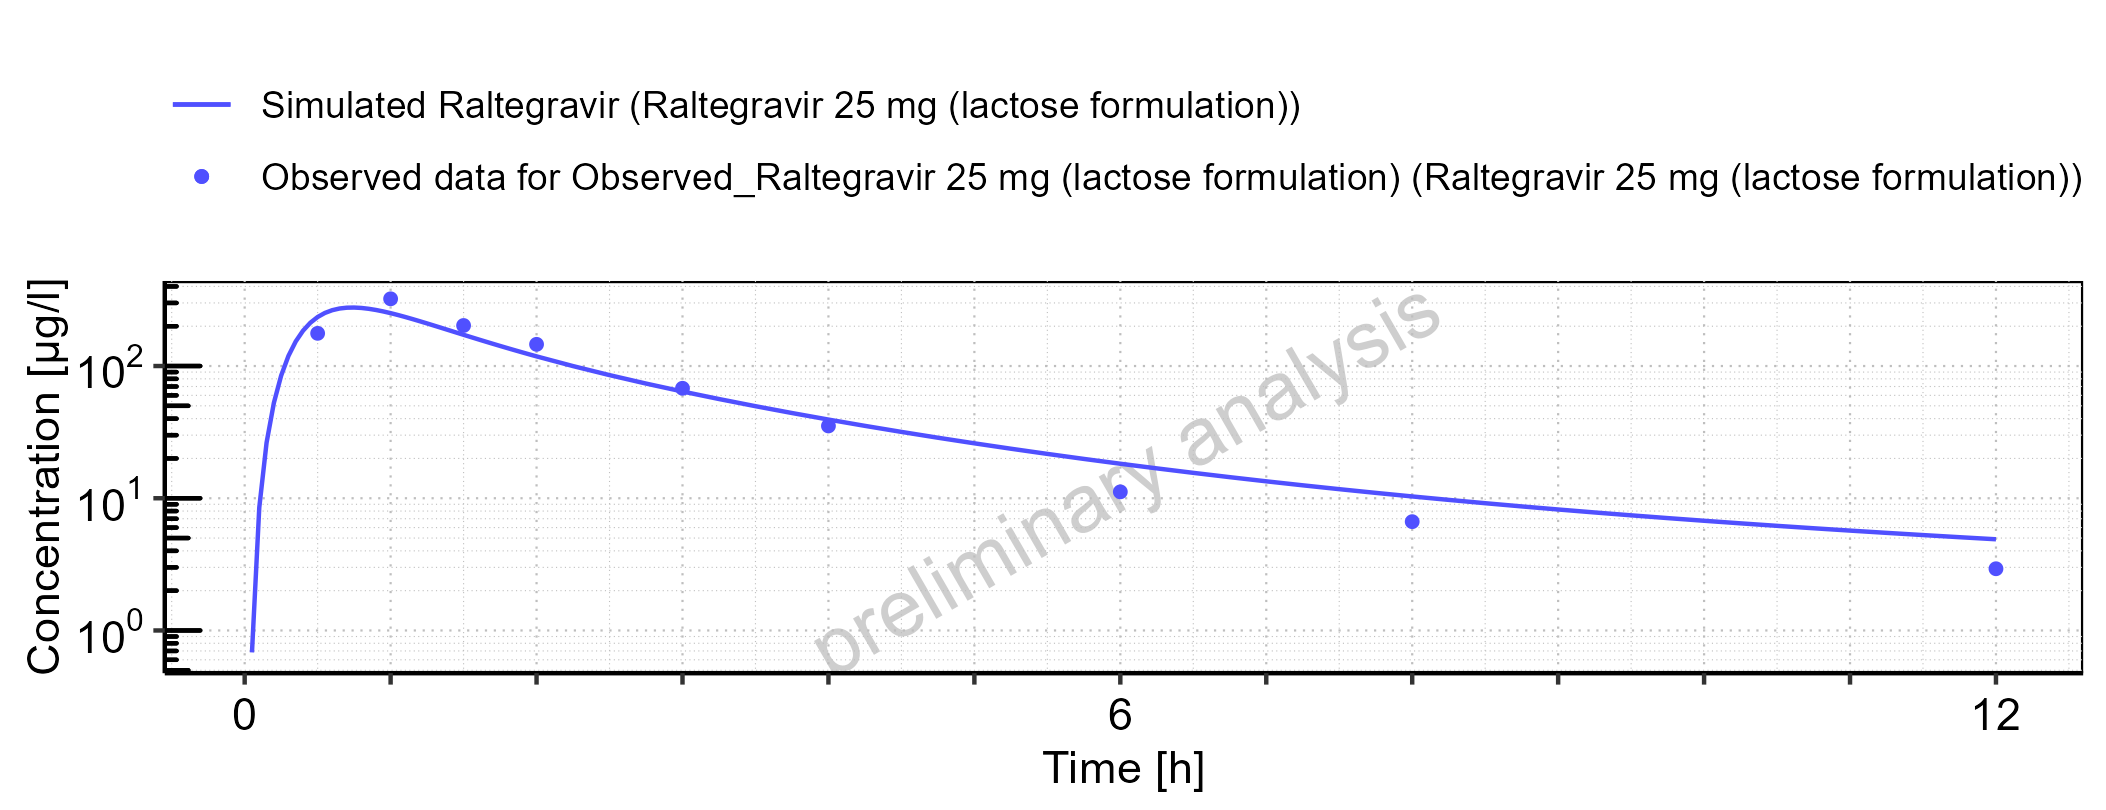 Simulated Raltegravir (Raltegravir 25 mg (lactose formulation))
Observed data for Observed_Raltegravir 25 mg (lactose formulation) (Raltegravir 25 mg (lactose formulation))
Concentration [µg/l]
10²
10¹
10⁰
preliminary analysis
0 6 12
Time [h]